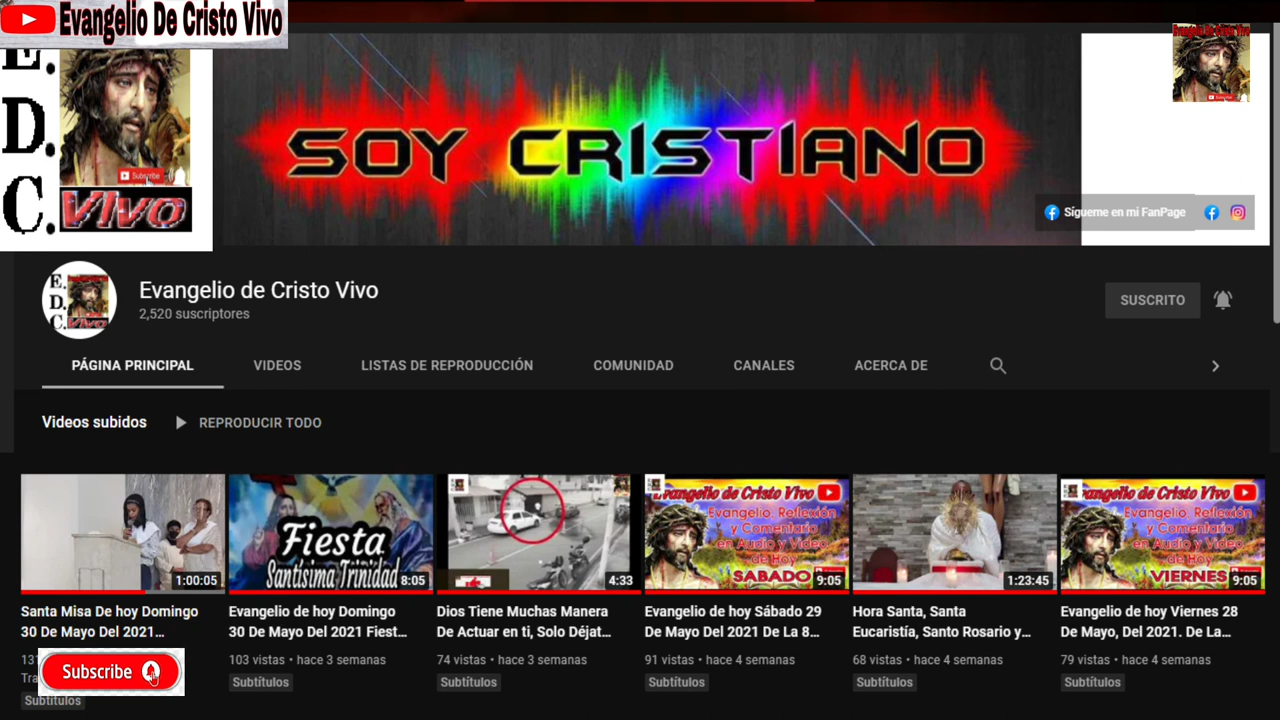 Evangelio De Cristo Vivo
E.
D.
C.
Subscribe
Vivo
SOY CRISTIANO
Evangelio de Cristo Vivo
Sígueme en mi FanPage
E.
D.
C.
Vivo
Evangelio de Cristo Vivo
2,520 suscriptores
SUSCRITO
PÁGINA PRINCIPAL
VIDEOS
LISTAS DE REPRODUCCIÓN
COMUNIDAD
CANALES
ACERCA DE
Videos subidos
REPRODUCIR TODO
1:00:05
Santa Misa De hoy Domingo
30 De Mayo Del 2021...
131
Tra
Subtítulos
Subscribe
Fiesta
Santísima Trinidad
8:05
Evangelio de hoy Domingo
30 De Mayo Del 2021 Fiest...
103 vistas • hace 3 semanas
Subtítulos
4:33
Dios Tiene Muchas Manera
De Actuar en ti, Solo Déjat...
74 vistas • hace 3 semanas
Subtítulos
Evangelio de Cristo Vivo
Evangelio, Reflexión
y Comentario
en Audio y Video
de Hoy
SABADO
9:05
Evangelio de hoy Sábado 29
De Mayo Del 2021 De La 8...
91 vistas • hace 4 semanas
Subtítulos
1:23:45
Hora Santa, Santa
Eucaristía, Santo Rosario y...
68 vistas • hace 4 semanas
Subtítulos
Evangelio de Cristo Vivo
Evangelio, Reflexión
y Comentario
en Audio y Video
de Hoy
VIERNES
9:05
Evangelio de hoy Viernes 28
De Mayo, Del 2021. De La...
79 vistas • hace 4 semanas
Subtítulos